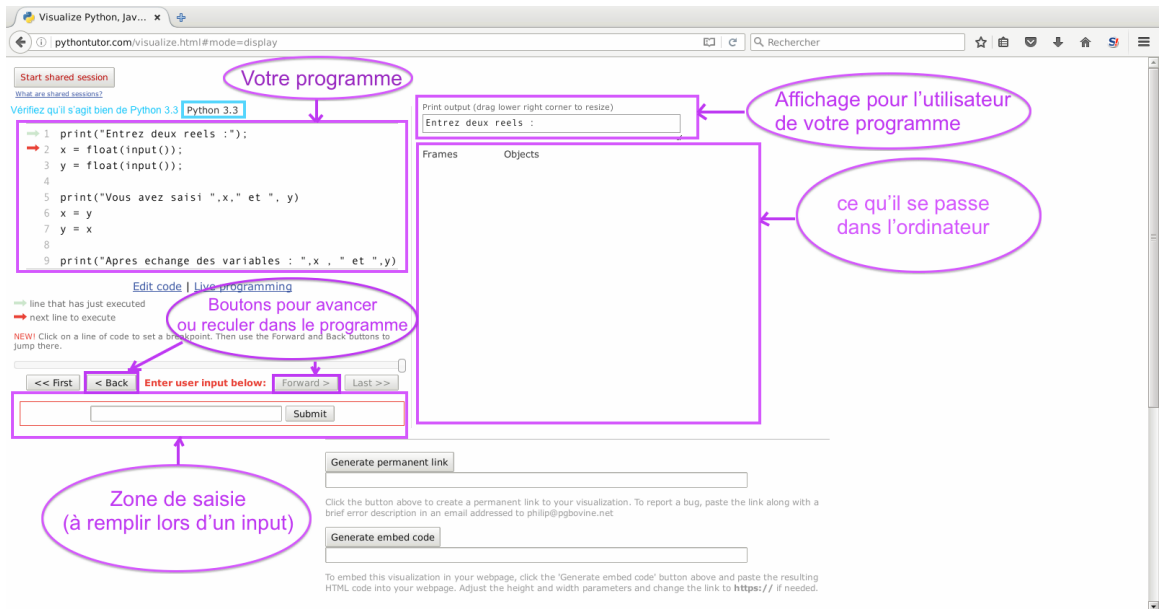 Visualize Python, Jav...
pythontutor.com/visualize.html#mode=display
Rechercher
Start shared session
What are shared sessions?
Votre programme
Vérifiez qu'il s'agit bien de Python 3.3 Python 3.3
1 print("Entrez deux reels :");
2 x = float(input());
3 y = float(input());
4
5 print("Vous avez saisi ",x," et ", y)
6 x = y
7 y = x
8
9 print("Apres echange des variables : ",x , " et ",y)
Edit code | Live programming
line that has just executed
next line to execute
NEW! Click on a line of code to set a breakpoint. Then use the Forward and Back buttons to
jump there.
Boutons pour avancer
ou reculer dans le programme
<< First < Back Enter user input below: Forward > Last >>
Submit
Zone de saisie
(à remplir lors d'un input)
Print output (drag lower right corner to resize)
Entrez deux reels :
Affichage pour l'utilisateur
de votre programme
Frames Objects
ce qu'il se passe
dans l'ordinateur
Generate permanent link
Click the button above to create a permanent link to your visualization. To report a bug, paste the link along with a
brief error description in an email addressed to philip@pgbovine.net
Generate embed code
To embed this visualization in your webpage, click the 'Generate embed code' button above and paste the resulting
HTML code into your webpage. Adjust the height and width parameters and change the link to https:// if needed.